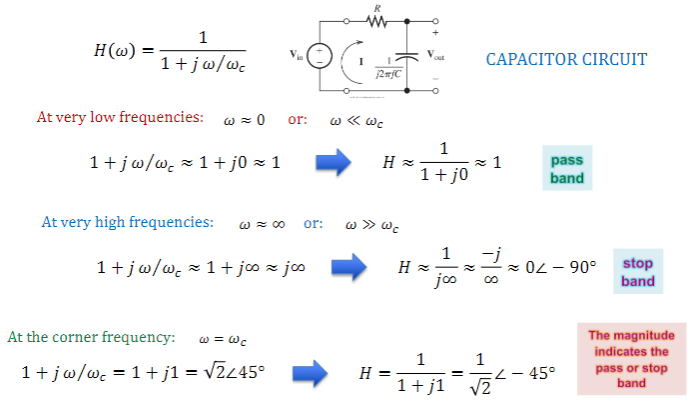 H(ω) = 1 / (1 + j ω/ω_c)
R
V_in
I
1 / j2πfC
+
V_out
−
CAPACITOR CIRCUIT
At very low frequencies: ω ≈ 0 or: ω ≪ ω_c
1 + j ω/ω_c ≈ 1 + j0 ≈ 1
H ≈ 1 / (1 + j0) ≈ 1
pass
band
At very high frequencies: ω ≈ ∞ or: ω ≫ ω_c
1 + j ω/ω_c ≈ 1 + j∞ ≈ j∞
H ≈ 1 / j∞ ≈ −j / ∞ ≈ 0∠ − 90°
stop
band
At the corner frequency: ω = ω_c
1 + j ω/ω_c = 1 + j1 = √2∠45°
H = 1 / (1 + j1) = 1 / √2 ∠ − 45°
The magnitude
indicates the
pass or stop
band